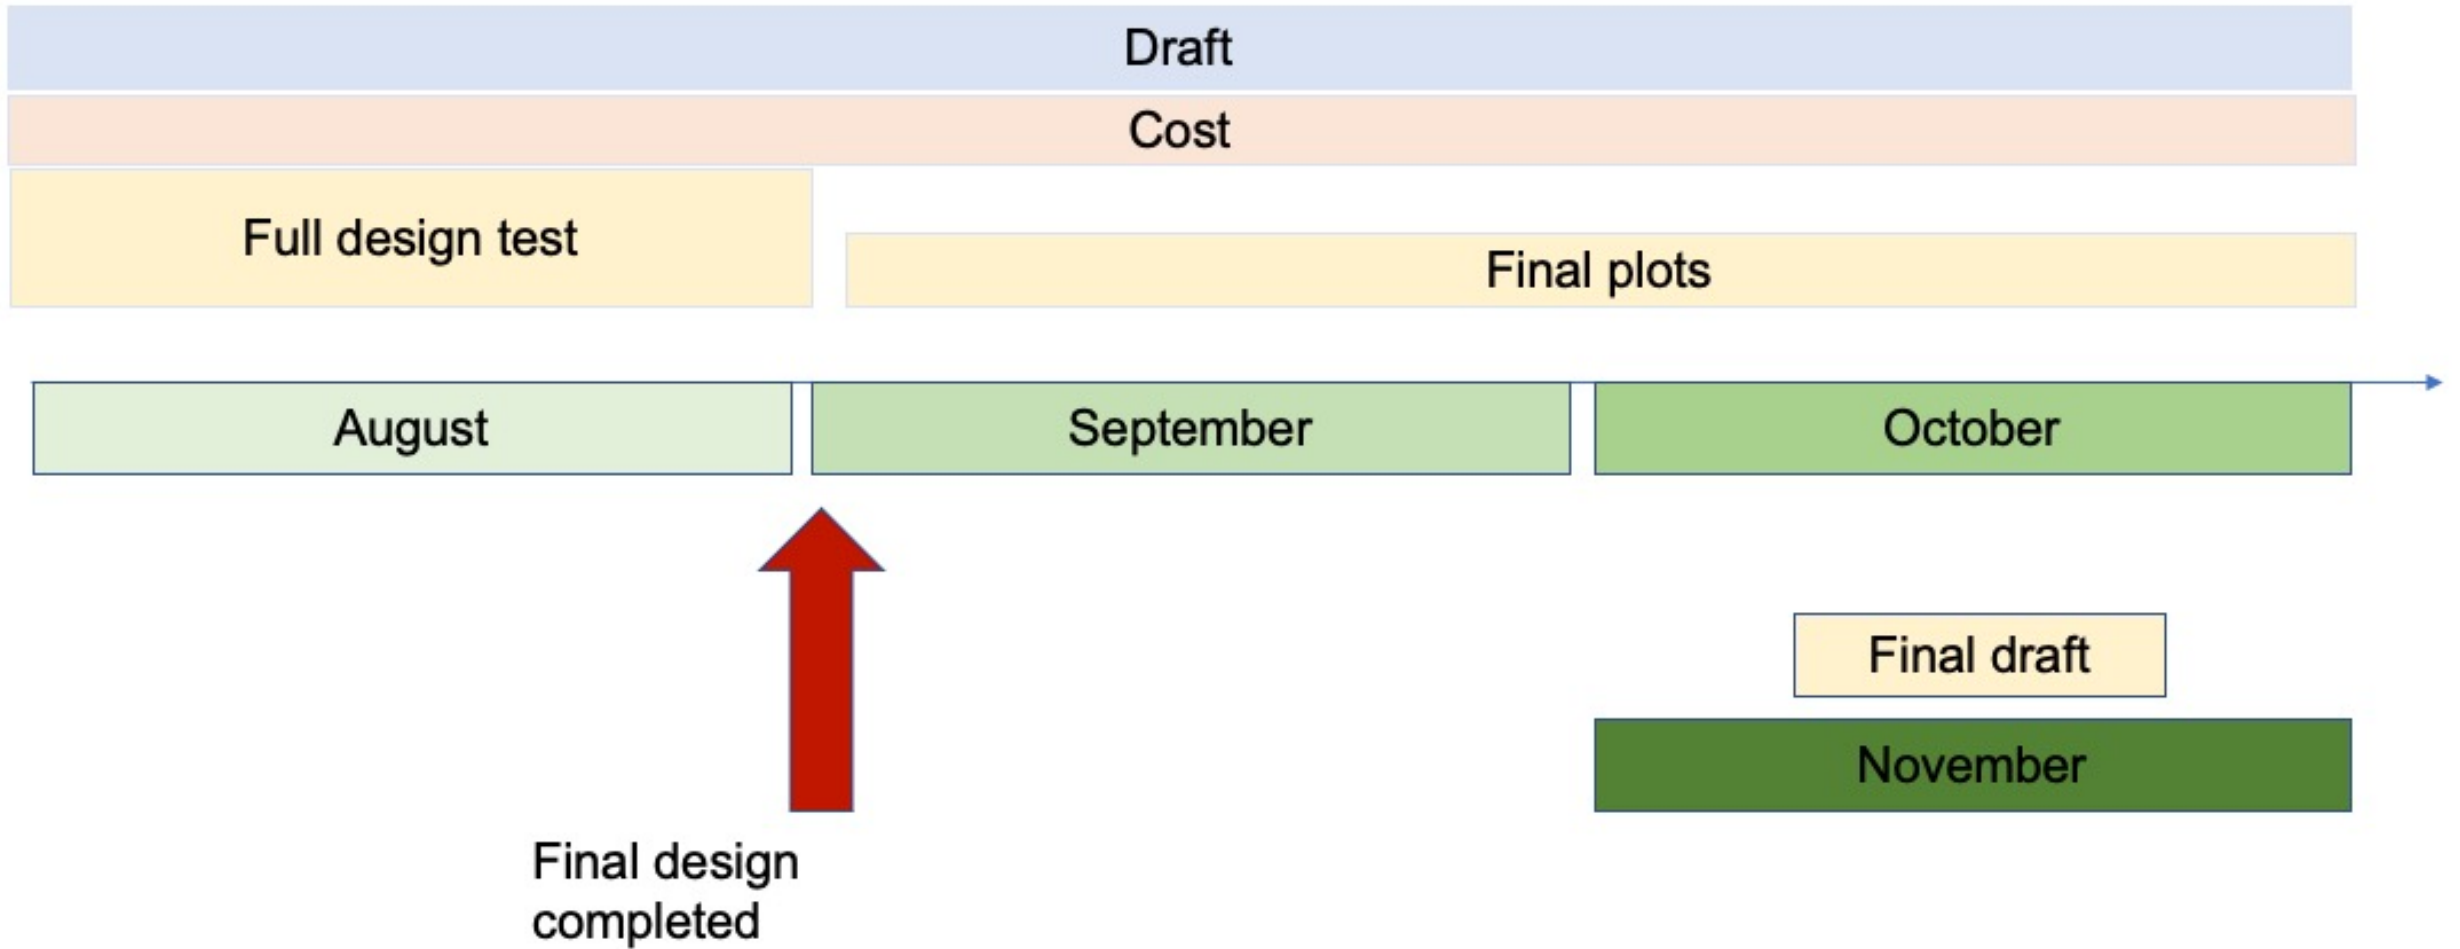 Draft
Cost
Full design test
Final plots
August
September
October
Final draft
November
Final design
completed